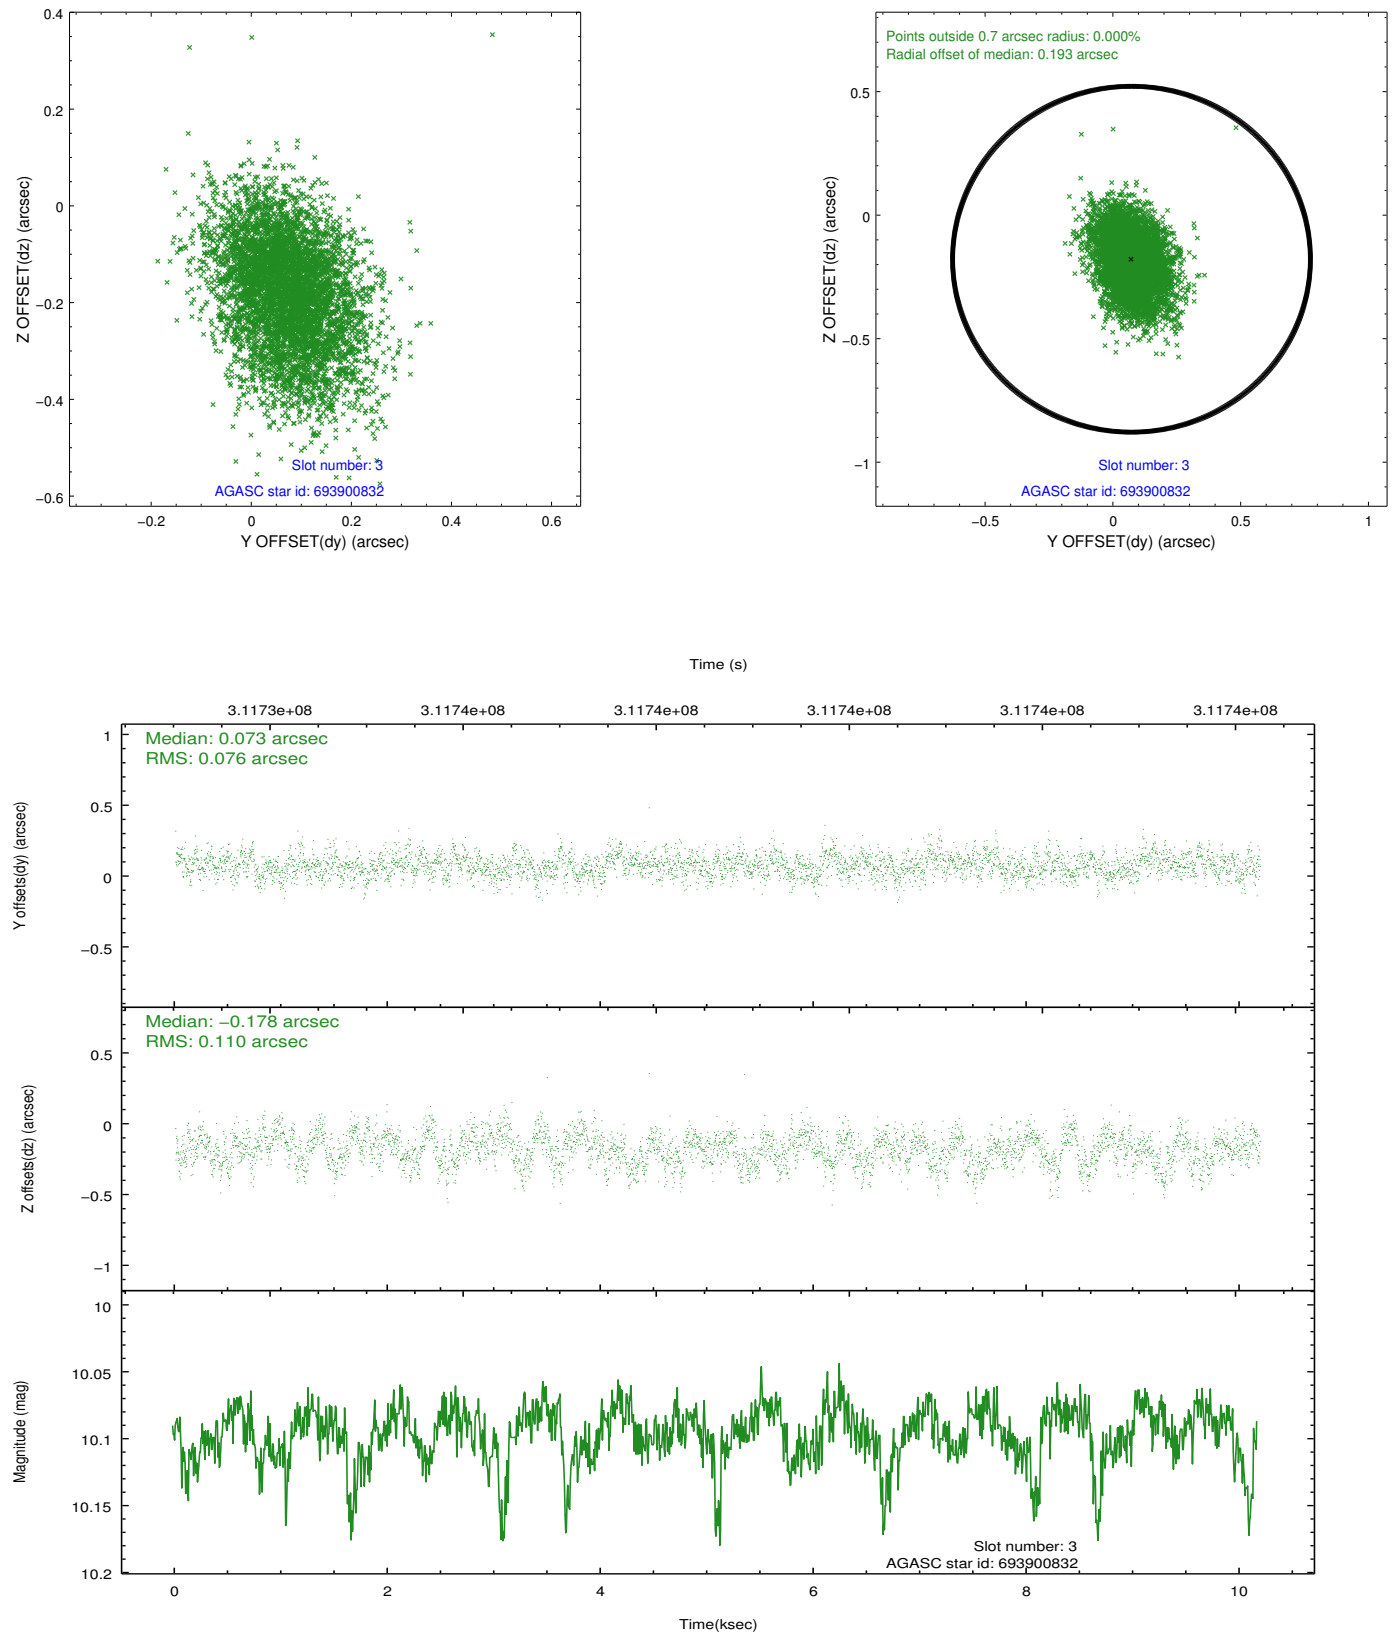 0.4
0.2
0
−0.2
−0.4
−0.6
Z OFFSET(dz) (arcsec)
Slot number: 3
AGASC star id: 693900832
−0.2
0
0.2
0.4
0.6
Y OFFSET(dy) (arcsec)
Points outside 0.7 arcsec radius: 0.000%
Radial offset of median: 0.193 arcsec
0.5
0
−0.5
−1
Z OFFSET(dz) (arcsec)
Slot number: 3
AGASC star id: 693900832
−0.5
0
0.5
1
Y OFFSET(dy) (arcsec)
Time (s)
3.1173e+08
3.1174e+08
3.1174e+08
3.1174e+08
3.1174e+08
3.1174e+08
Median: 0.073 arcsec
RMS: 0.076 arcsec
1
0.5
0
−0.5
Y offsets(dy) (arcsec)
Median: −0.178 arcsec
RMS: 0.110 arcsec
0.5
0
−0.5
−1
Z offsets(dz) (arcsec)
10
10.05
10.1
10.15
10.2
Magnitude (mag)
Slot number: 3
AGASC star id: 693900832
0
2
4
6
8
10
Time(ksec)